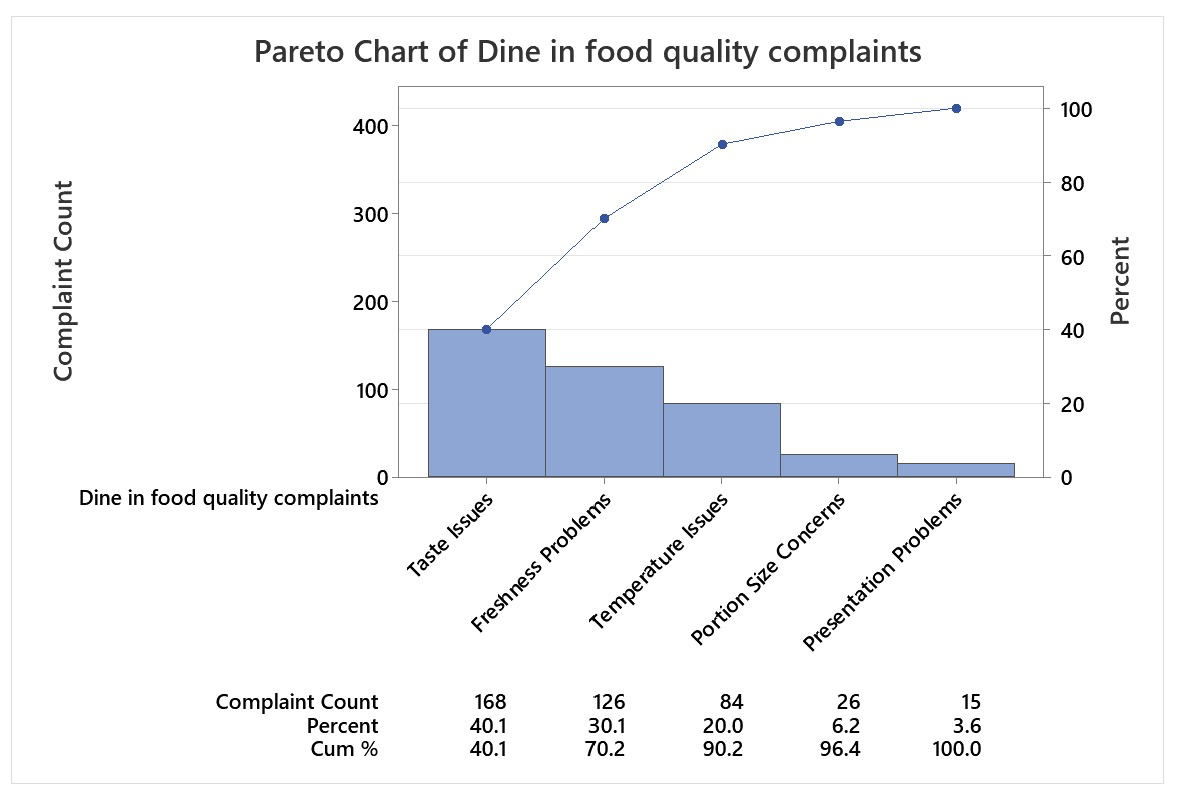 Pareto Chart of Dine in food quality complaints
Complaint Count
400
300
200
100
0
100
80
60
40
20
0
Percent
Dine in food quality complaints
Taste Issues
Freshness Problems
Temperature Issues
Portion Size Concerns
Presentation Problems
Complaint Count 168 126 84 26 15
Percent 40.1 30.1 20.0 6.2 3.6
Cum % 40.1 70.2 90.2 96.4 100.0